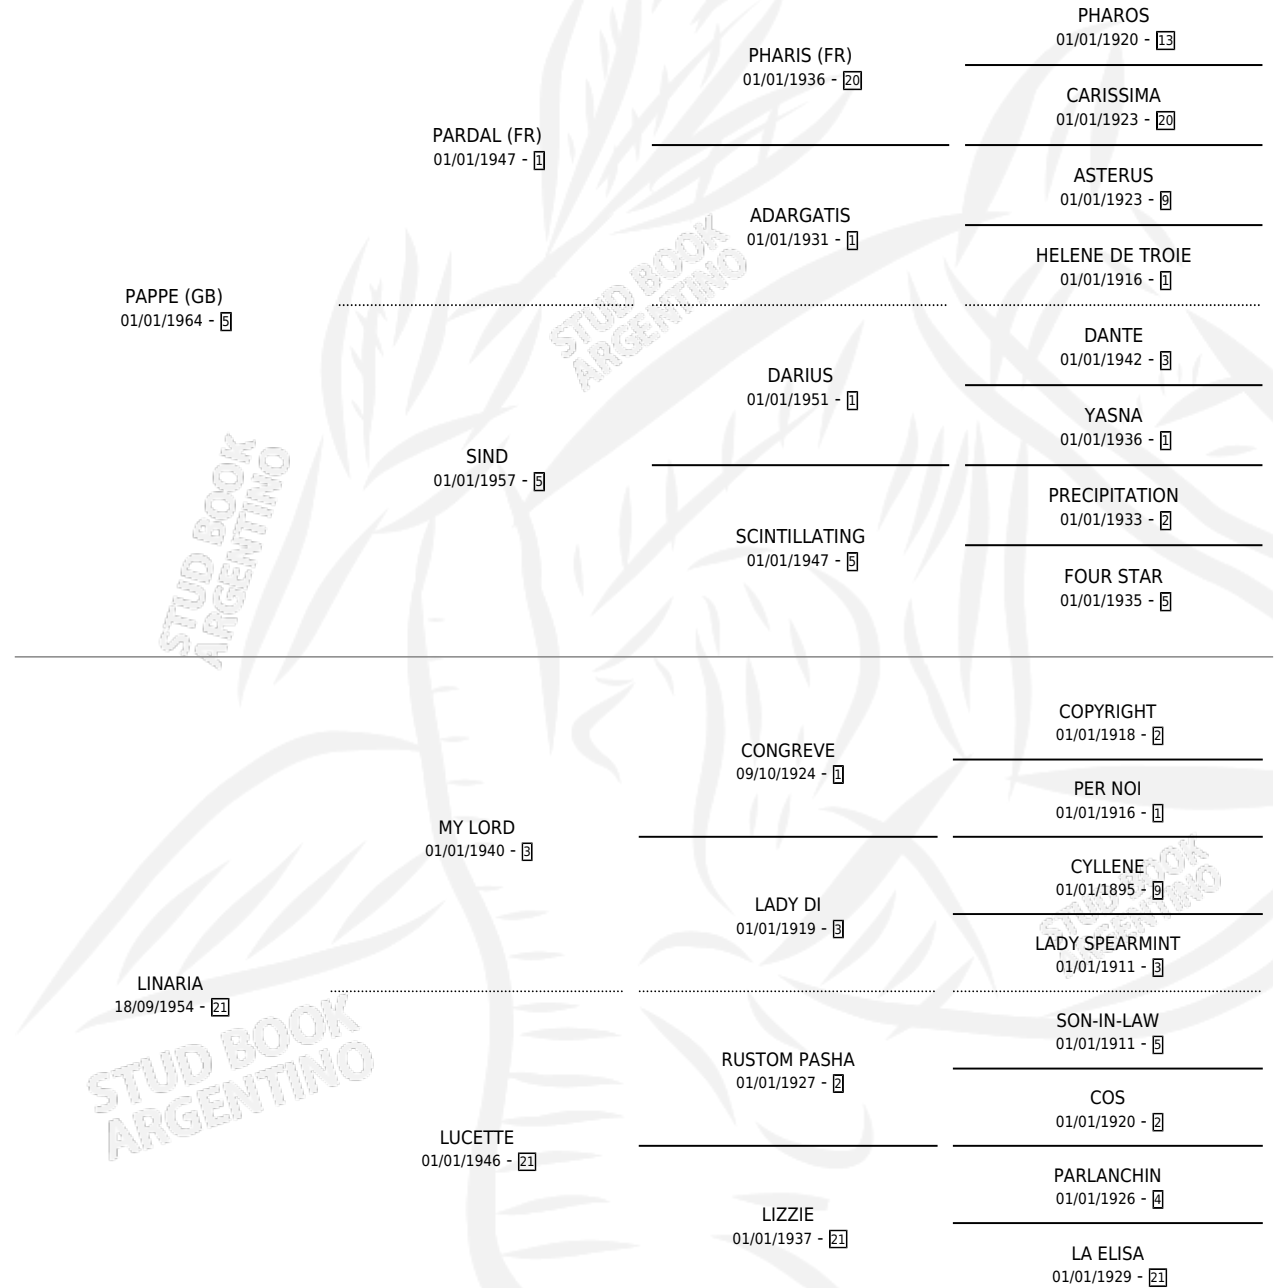 PHAROS
01/01/1920 - 13
PHARIS (FR)
01/01/1936 - 20
CARISSIMA
01/01/1923 - 20
PARDAL (FR)
01/01/1947 - 1
ASTERUS
01/01/1923 - 9
ADARGATIS
01/01/1931 - 1
HELENE DE TROIE
01/01/1916 - 1
PAPPE (GB)
01/01/1964 - 5
DANTE
01/01/1942 - 3
DARIUS
01/01/1951 - 1
YASNA
01/01/1936 - 1
SIND
01/01/1957 - 5
PRECIPITATION
01/01/1933 - 2
SCINTILLATING
01/01/1947 - 5
FOUR STAR
01/01/1935 - 5
COPYRIGHT
01/01/1918 - 2
CONGREVE
09/10/1924 - 1
PER NOI
01/01/1916 - 1
MY LORD
01/01/1940 - 3
CYLLENE
01/01/1895 - 9
LADY DI
01/01/1919 - 3
LADY SPEARMINT
01/01/1911 - 3
LINARIA
18/09/1954 - 21
SON-IN-LAW
01/01/1911 - 5
RUSTOM PASHA
01/01/1927 - 2
COS
01/01/1920 - 2
LUCETTE
01/01/1946 - 21
PARLANCHIN
01/01/1926 - 4
LIZZIE
01/01/1937 - 21
LA ELISA
01/01/1929 - 21
STUD BOOK
ARGENTINO
STUD BOOK
ARGENTINO
STUD BOOK
ARGENTINO
STUD BOOK
ARGENTINO